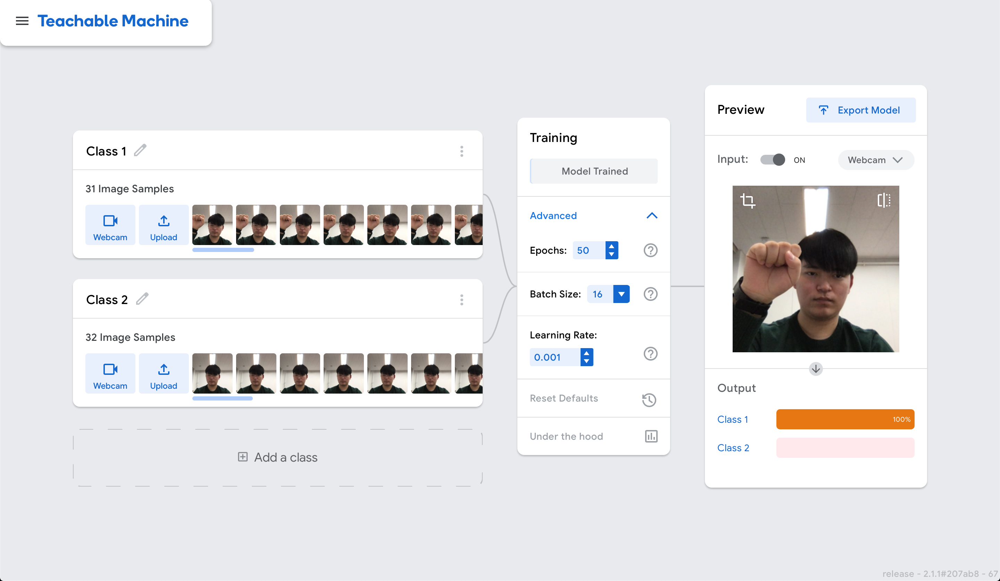 Teachable Machine
Class 1
31 Image Samples
Webcam
Upload
Class 2
32 Image Samples
Webcam
Upload
Add a class
Training
Model Trained
Advanced
Epochs: 50
Batch Size: 16
Learning Rate:
0.001
Reset Defaults
Under the hood
Preview
Export Model
Input: ON Webcam
Output
Class 1 100%
Class 2
release - 2.1.1#207ab8 - 67